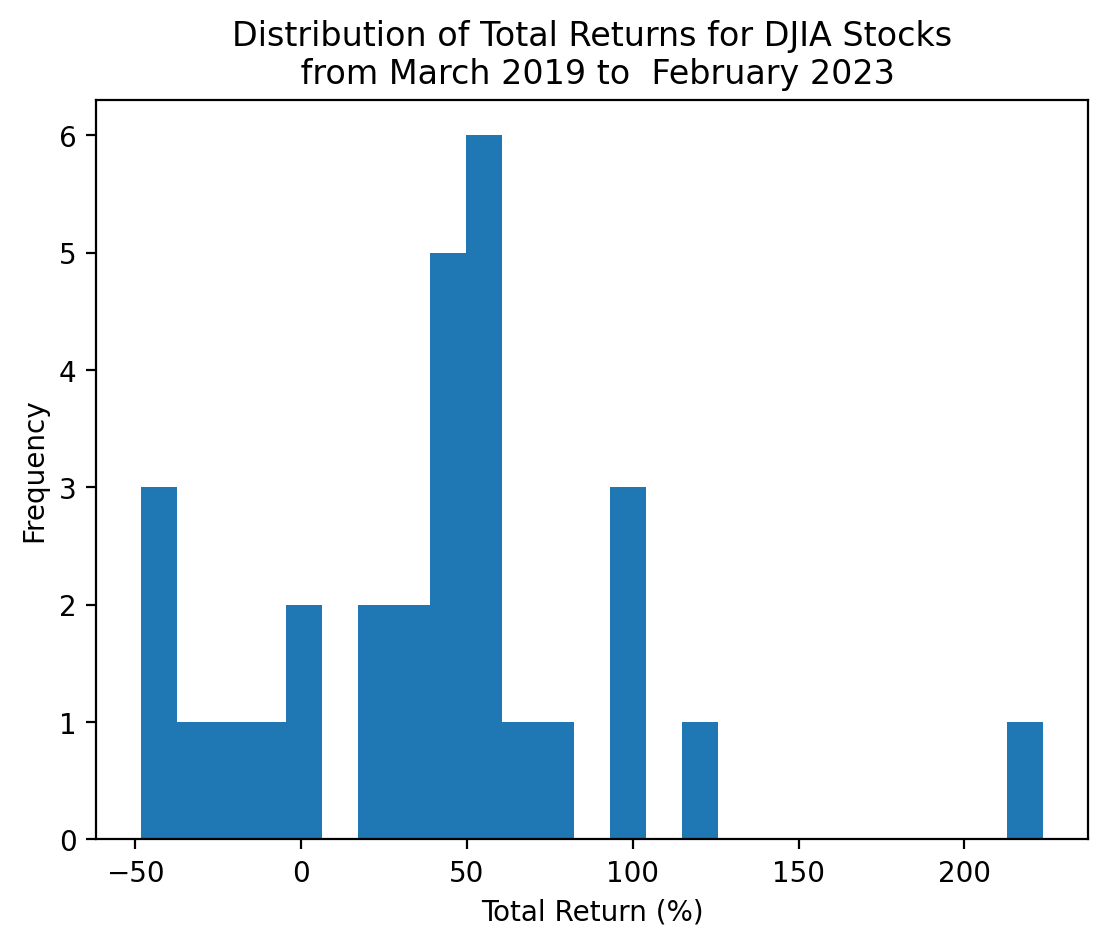 Distribution of Total Returns for DJIA Stocks
from March 2019 to  February 2023
6
5
4
3
2
1
0
Frequency
−50 0 50 100 150 200
Total Return (%)